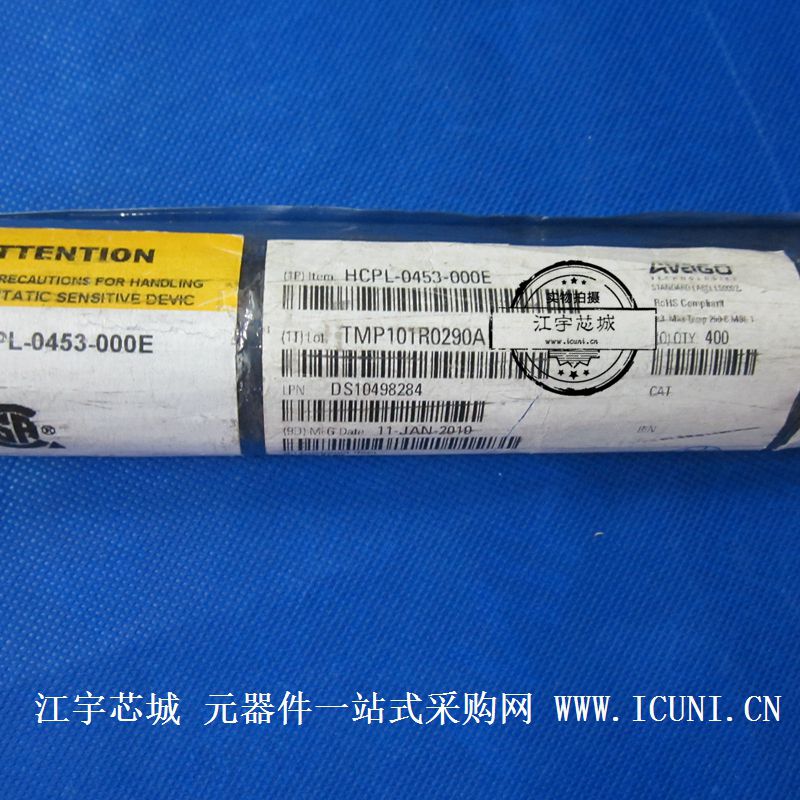 TTENTION
RECAUTIONS FOR HANDLING
TATIC SENSITIVE DEVIC
PL-0453-000E
®
(1P) Item: HCPL-0453-000E
(1T) Lot: TMP101R0290A
LPN DS10498284
(9D) MFG Date: 11-JAN-2010
AVAGO
TECHNOLOGIES
RoHS Compliant
QTY: 400
CAT:
实物拍摄
江宇芯城
www.icuni.cn
江宇芯城 元器件一站式采购网 WWW.ICUNI.CN